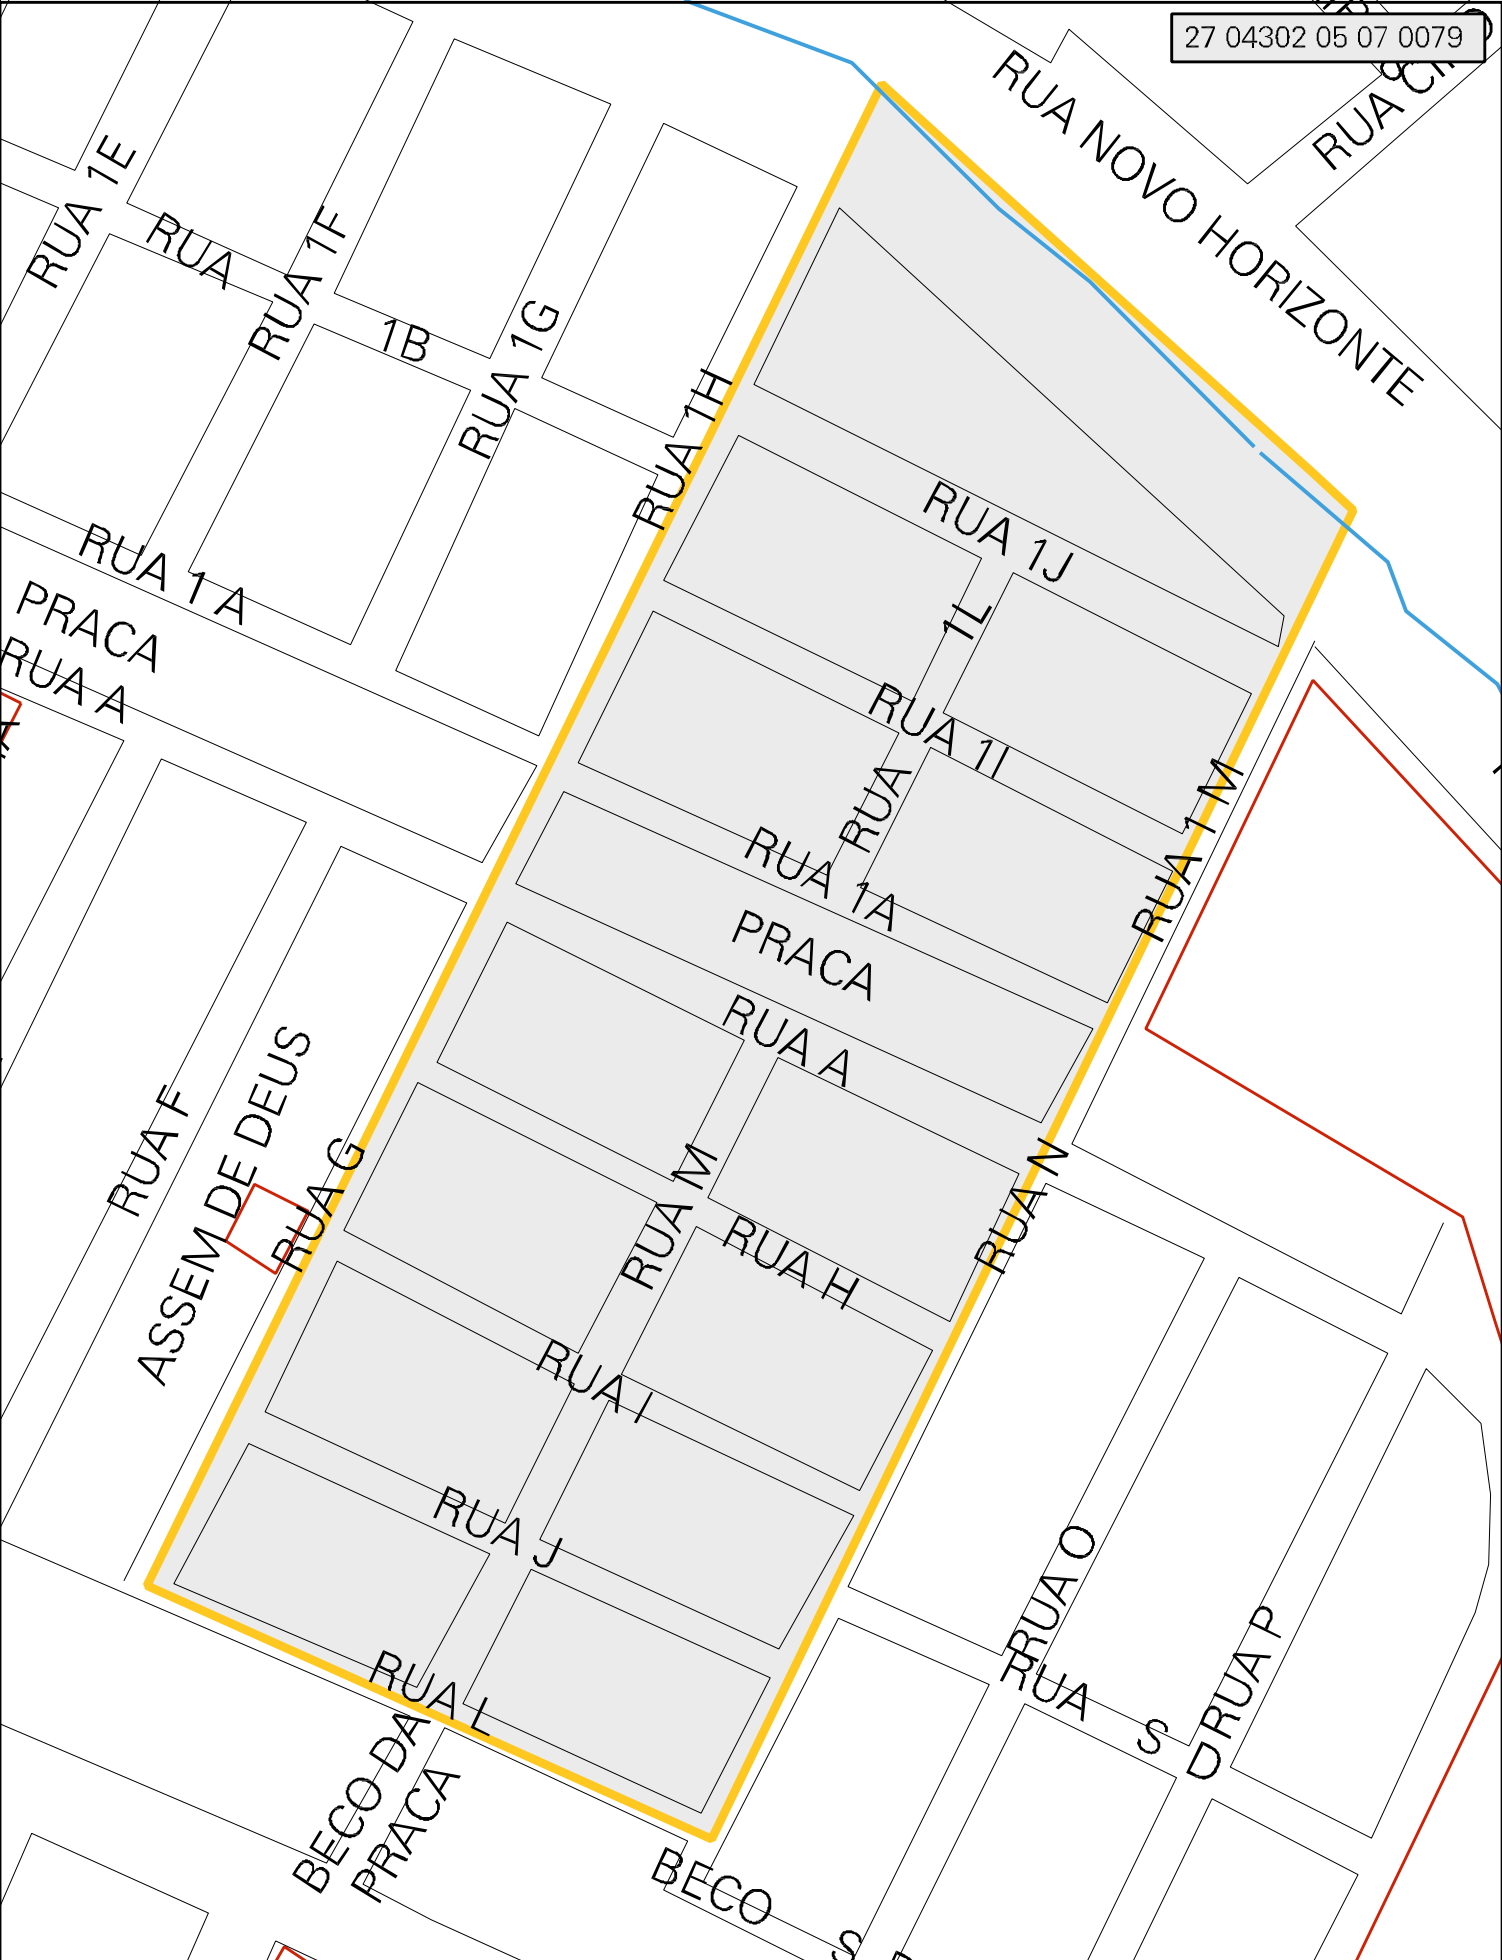 27 04302 05 07 0079
RUA NOVO HORIZONTE
RUA
RUA 1E
RUA 1F
RUA
1B
RUA 1G
RUA 1H
RUA 1J
1L
RUA 1I
RUA
RUA 1 A
PRACA
RUA A
RUA 1A
PRACA
RUA A
RUA 1 M
RUA F
ASSEM DE DEUS
RUA G
RUA M
RUA H
RUA N
RUA I
RUA J
RUA L
RUA O
RUA P
RUA
S
D
BECO DA
PRACA
BECO
S